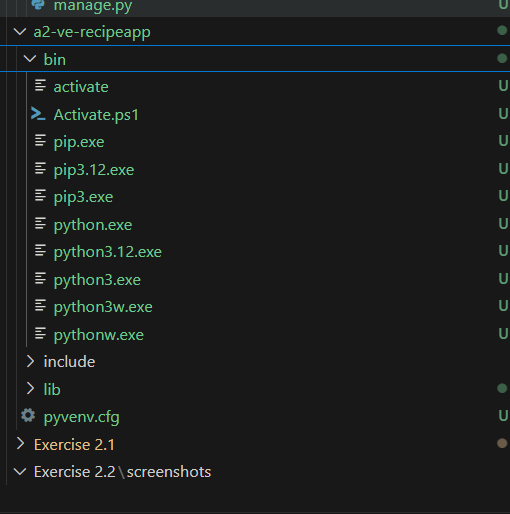 manage.py U
a2-ve-recipeapp
bin
activate U
Activate.ps1 U
pip.exe U
pip3.12.exe U
pip3.exe U
python.exe U
python3.12.exe U
python3.exe U
python3w.exe U
pythonw.exe U
include
lib
pyvenv.cfg U
Exercise 2.1
Exercise 2.2\screenshots